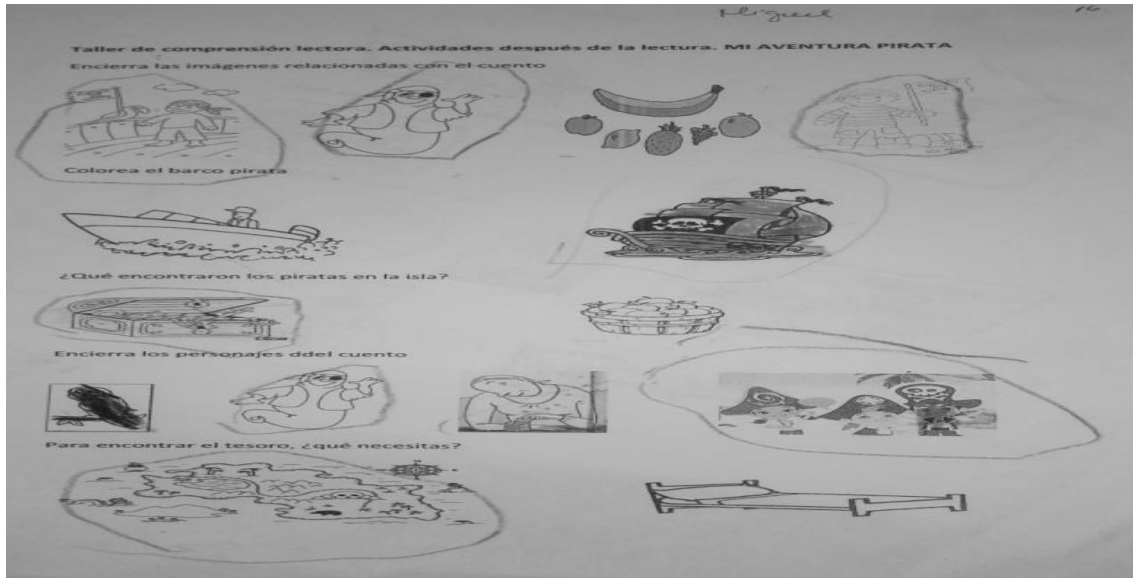 Miguel
16
Taller de comprensión lectora. Actividades después de la lectura. MI AVENTURA PIRATA
Encierra las imágenes relacionadas con el cuento
Colorea el barco pirata
¿Qué encontraron los piratas en la isla?
Encierra los personajes ddel cuento
Para encontrar el tesoro, ¿qué necesitas?